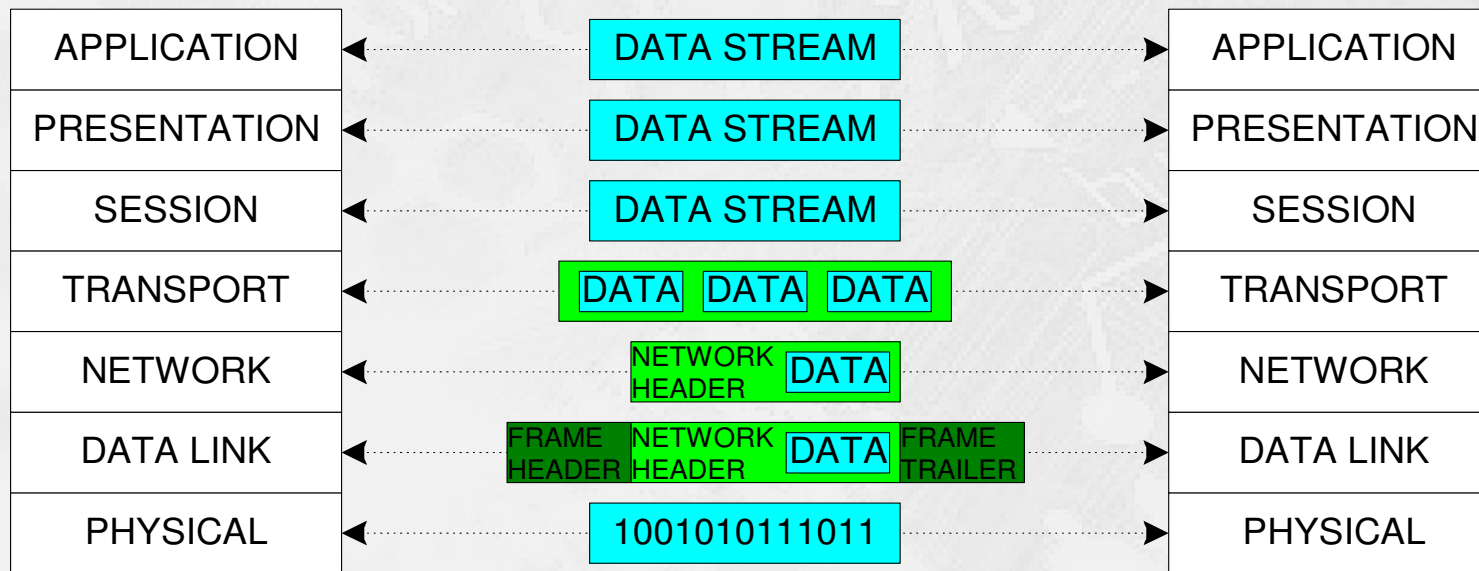 APPLICATION DATA STREAM APPLICATION
PRESENTATION DATA STREAM PRESENTATION
SESSION DATA STREAM SESSION
TRANSPORT DATA DATA DATA TRANSPORT
NETWORK NETWORK HEADER DATA NETWORK
DATA LINK FRAME HEADER NETWORK HEADER DATA FRAME TRAILER DATA LINK
PHYSICAL 1001010111011 PHYSICAL